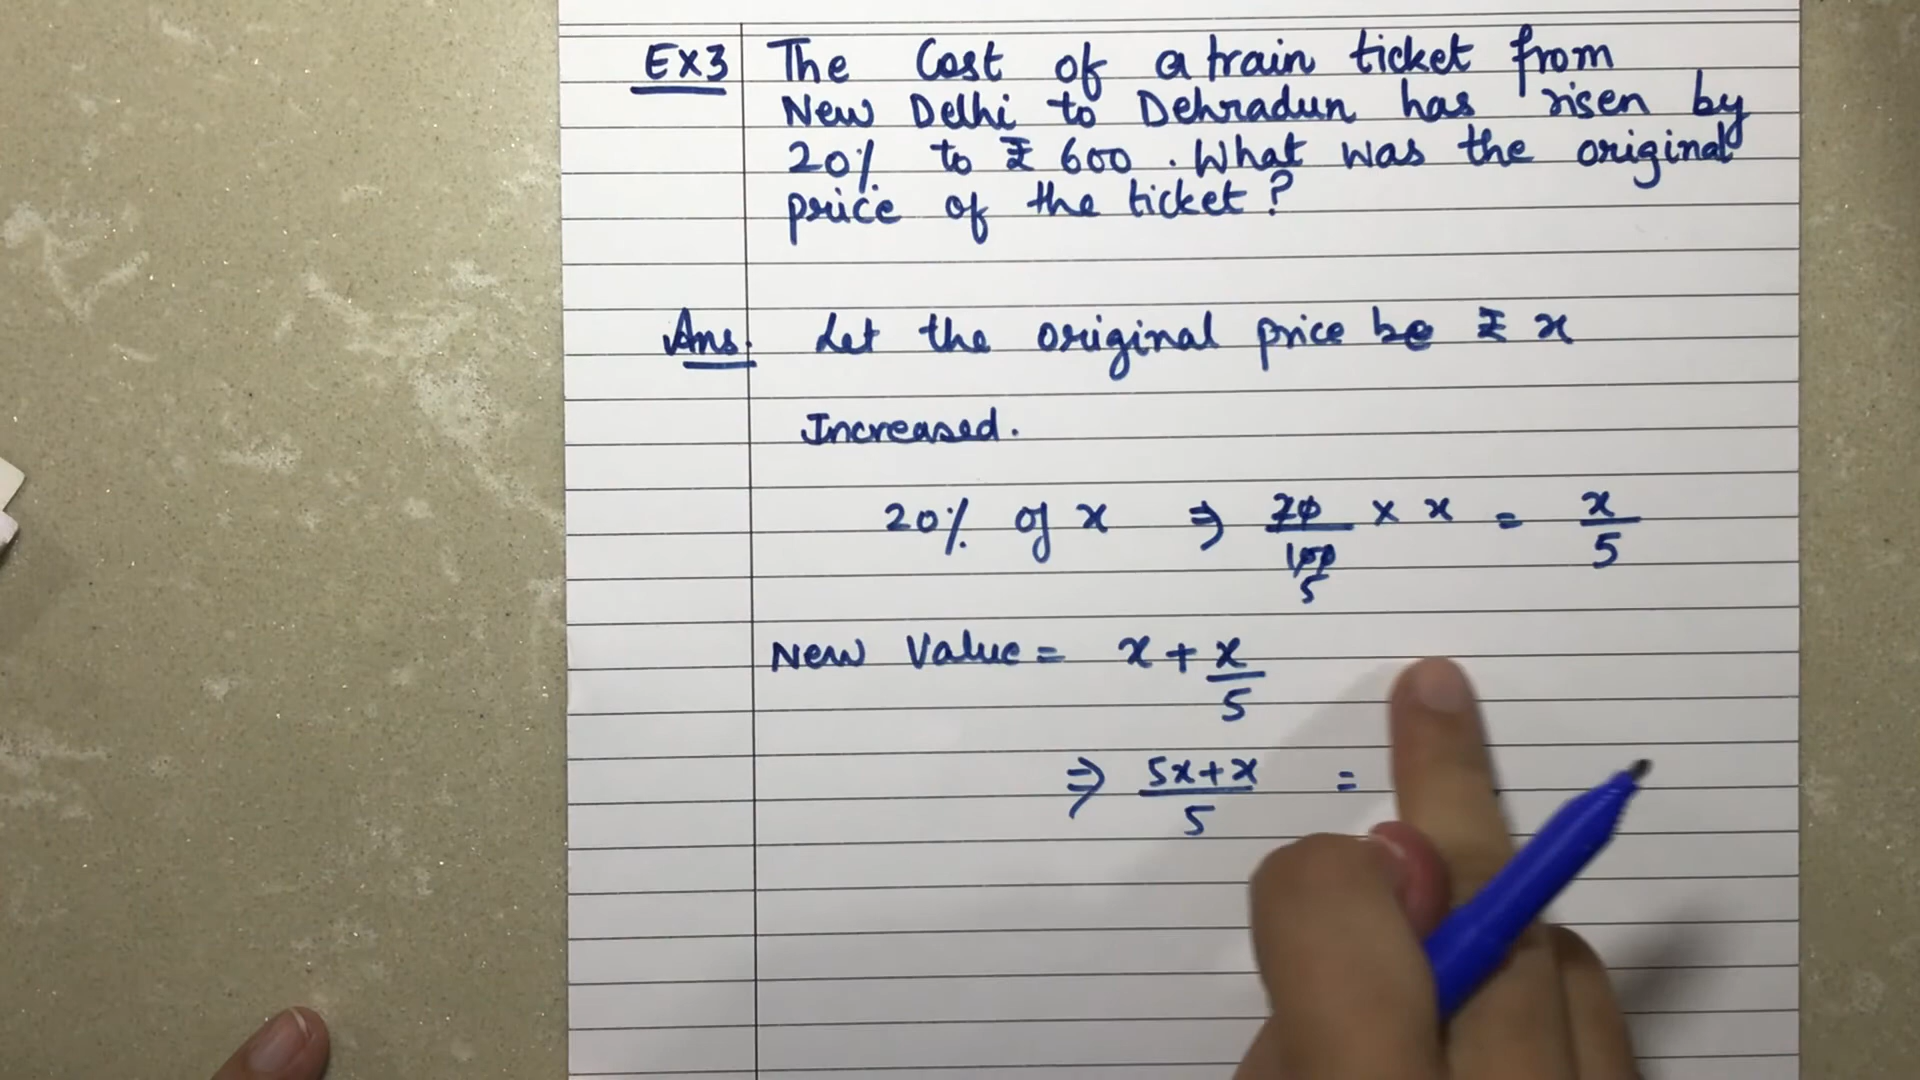 EX3 The Cost of a train ticket from
New Delhi to Dehradun has risen by
20% to ₹ 600. What was the original
price of the ticket?
Ans. Let the original price be ₹ x
Increased.
20% of x ⇒ 20/100 × x = x/5
5
New Value = x + x/5
⇒ 5x+x/5 =